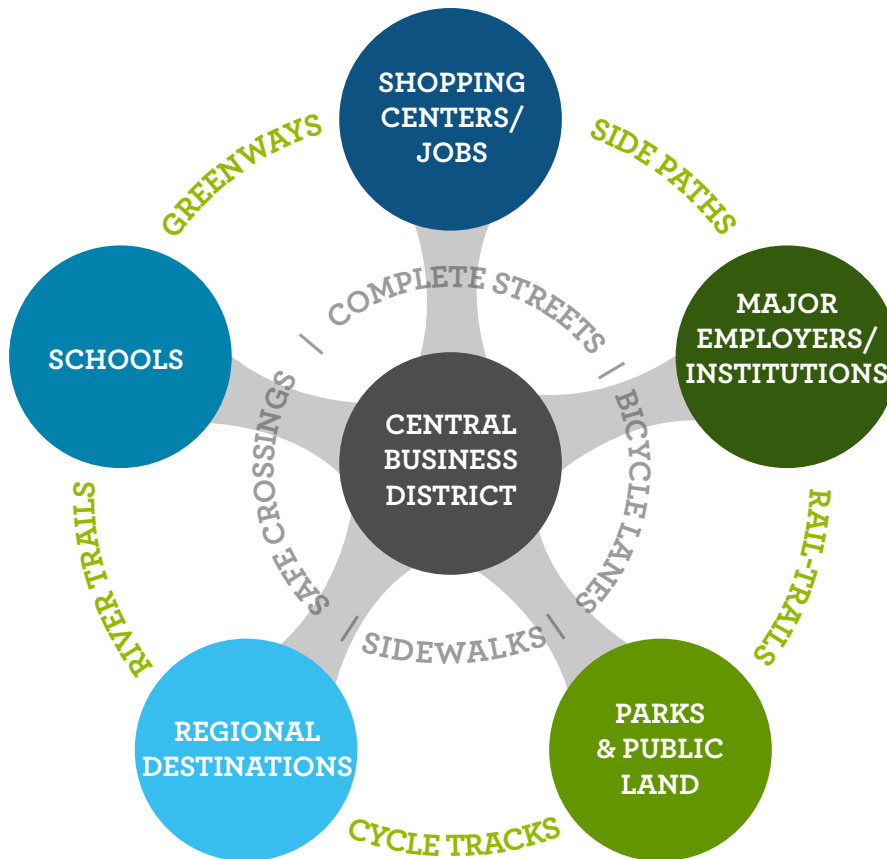 SHOPPING
CENTERS/
JOBS
GREENWAYS
SIDE PATHS
COMPLETE STREETS | BICYCLE LANES | SIDEWALKS | SAFE CROSSINGS |
MAJOR
EMPLOYERS/
INSTITUTIONS
SCHOOLS
CENTRAL
BUSINESS
DISTRICT
RIVER TRAILS
RAIL-TRAILS
REGIONAL
DESTINATIONS
PARKS
& PUBLIC
LAND
CYCLE TRACKS